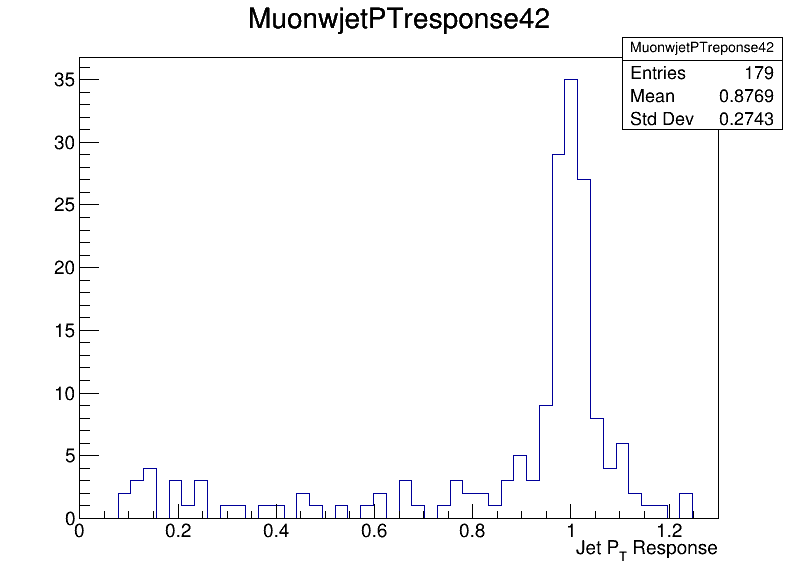 MuonwjetPTresponse42
MuonwjetPTreponse42
Entries 179
Mean 0.8769
Std Dev 0.2743
35
30
25
20
15
10
5
0
0 0.2 0.4 0.6 0.8 1 1.2
Jet PT Response